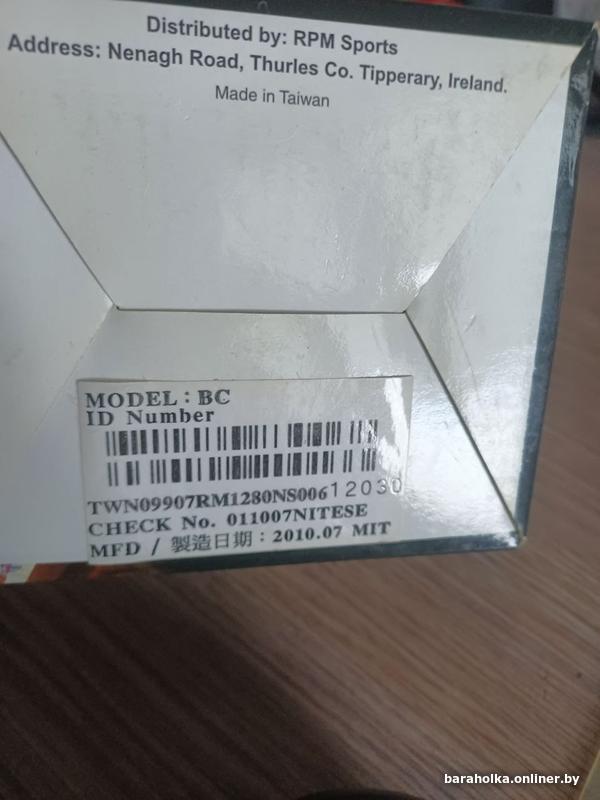 Distributed by: RPM Sports
Address: Nenagh Road, Thurles Co. Tipperary, Ireland.
Made in Taiwan
MODEL : BC
ID Number
TWN09907RM1280NS00612030
CHECK No. 011007NITESE
MFD / 製造日期 : 2010.07 MIT
baraholka.onliner.by